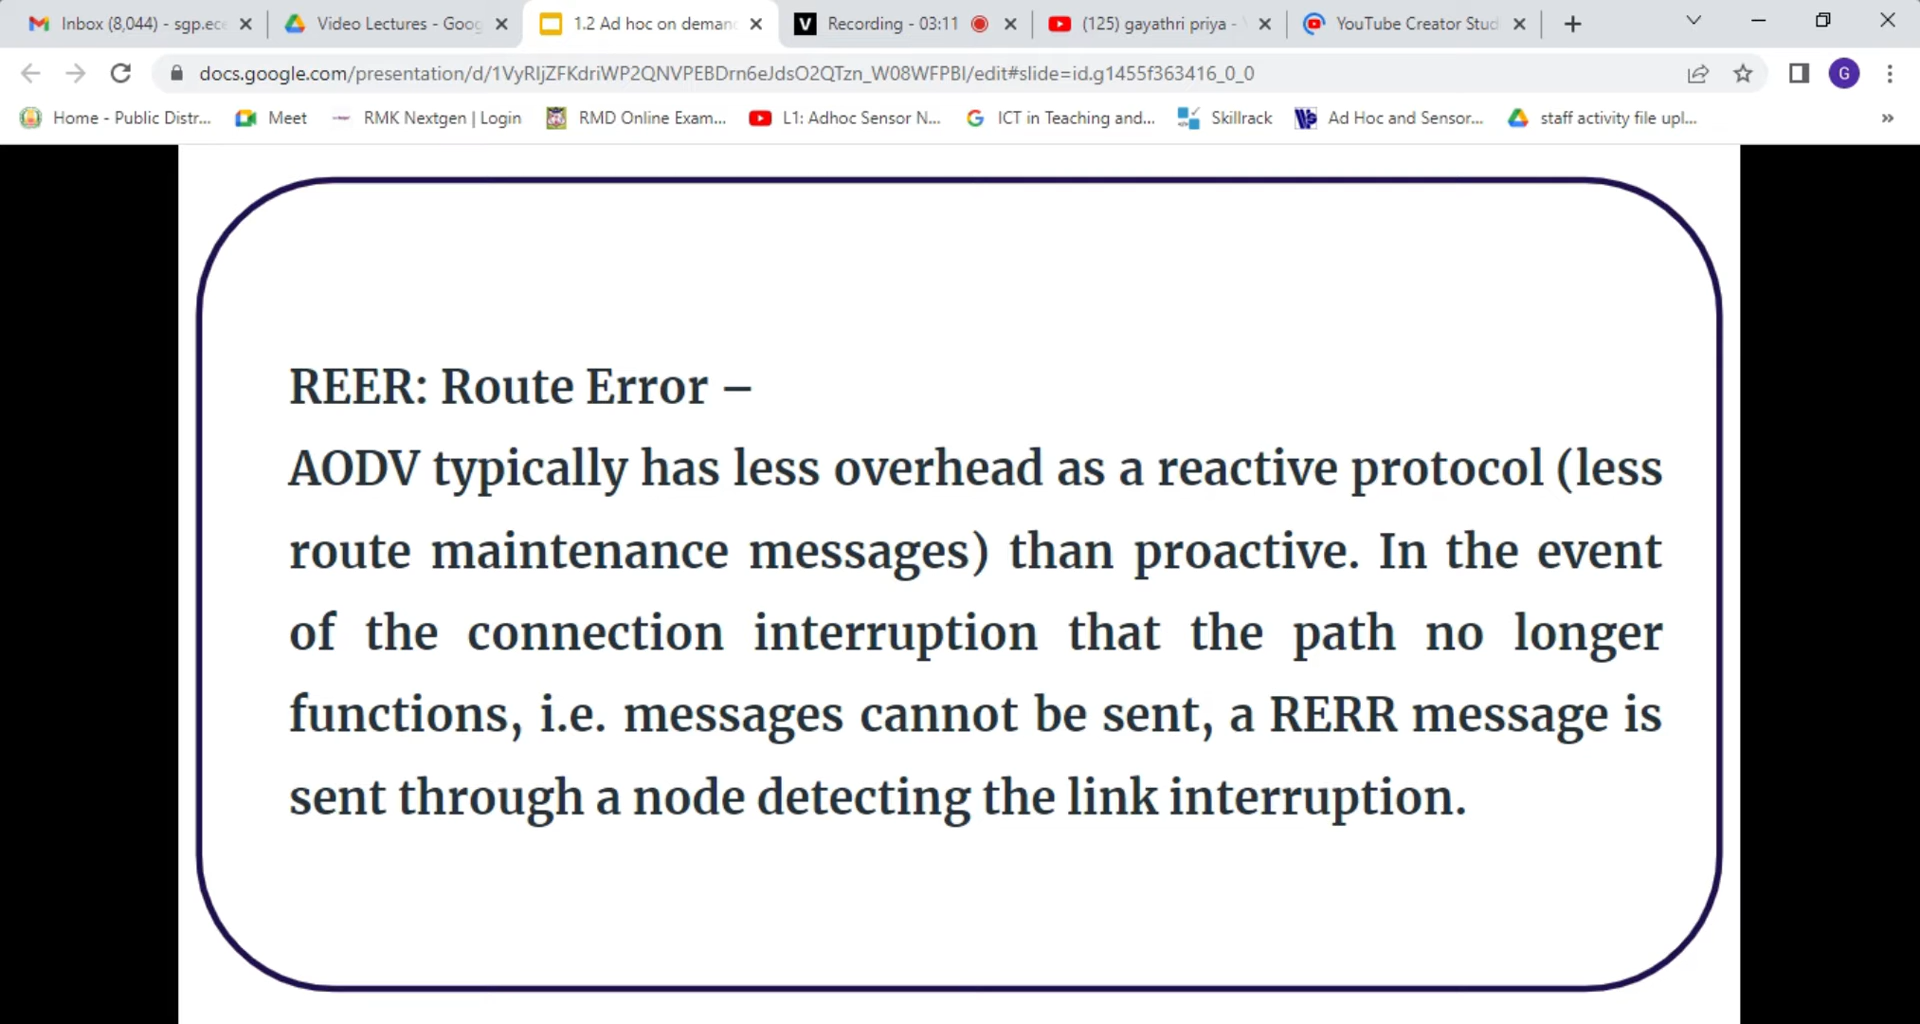 Inbox (8,044) - sgp.ece
Video Lectures - Goog
1.2 Ad hoc on deman
Recording - 03:11
(125) gayathri priya -
YouTube Creator Stud
docs.google.com/presentation/d/1VyRIjZFKdriWP2QNVPEBDrn6eJdsO2QTzn_W08WFPBI/edit#slide=id.g1455f363416_0_0
G
Home - Public Distr...
Meet
RMK Nextgen | Login
RMD Online Exam...
L1: Adhoc Sensor N...
ICT in Teaching and...
Skillrack
Ad Hoc and Sensor...
staff activity file upl...
REER: Route Error –
AODV typically has less overhead as a reactive protocol (less
route maintenance messages) than proactive. In the event
of the connection interruption that the path no longer
functions, i.e. messages cannot be sent, a RERR message is
sent through a node detecting the link interruption.